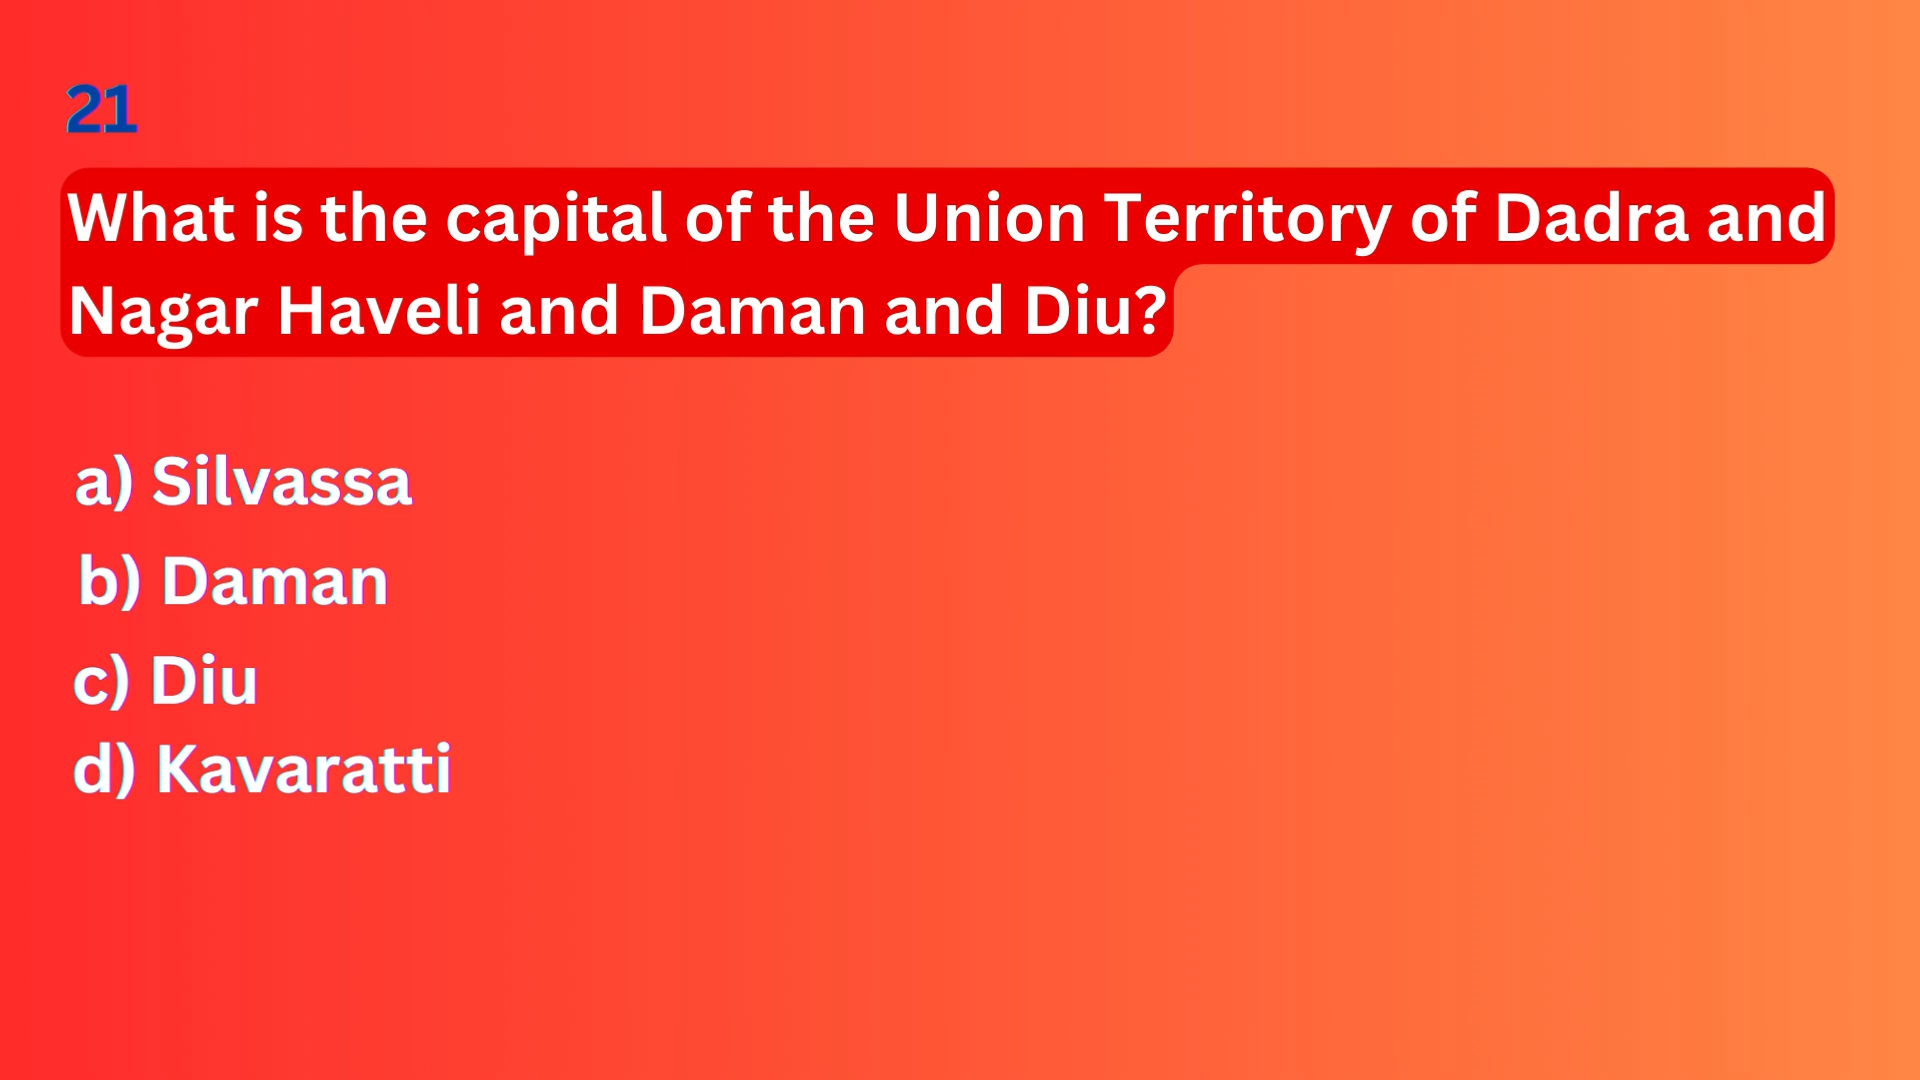 21
What is the capital of the Union Territory of Dadra and
Nagar Haveli and Daman and Diu?
a) Silvassa
b) Daman
c) Diu
d) Kavaratti